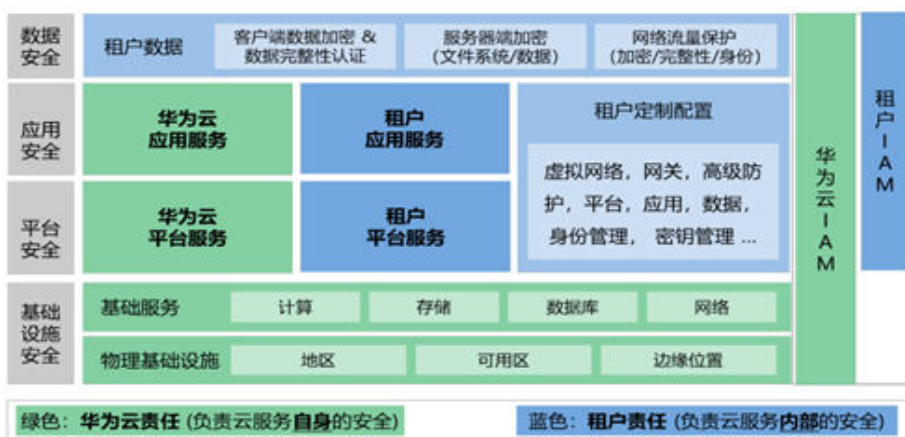 数据
安全
租户数据
客户端数据加密 &
数据完整性认证
服务器端加密
(文件系统/数据)
网络流量保护
(加密/完整性/身份)
应用
安全
华为云
应用服务
租户
应用服务
租户定制配置
虚拟网络，网关，高级防
护，平台，应用，数据，
身份管理， 密钥管理 ...
平台
安全
华为云
平台服务
租户
平台服务
基础
设施
安全
基础服务
计算
存储
数据库
网络
物理基础设施
地区
可用区
边缘位置
华为云IAM
租户IAM
绿色：华为云责任 (负责云服务自身的安全)
蓝色：租户责任 (负责云服务内部的安全)